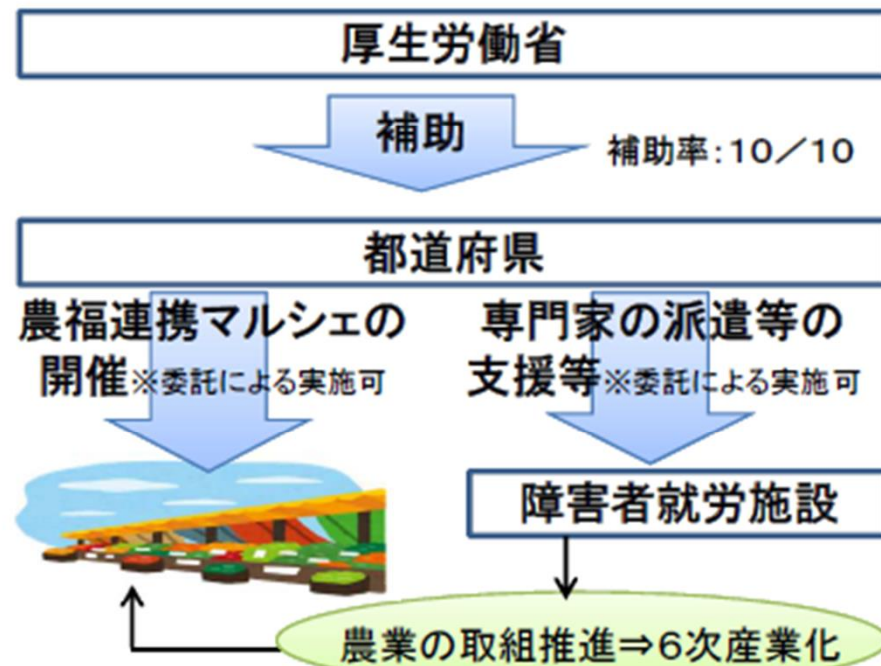 厚生労働省
補助
補助率：10／10
都道府県
農福連携マルシェの
開催※委託による実施可
専門家の派遣等の
支援等※委託による実施可
障害者就労施設
農業の取組推進⇒6次産業化